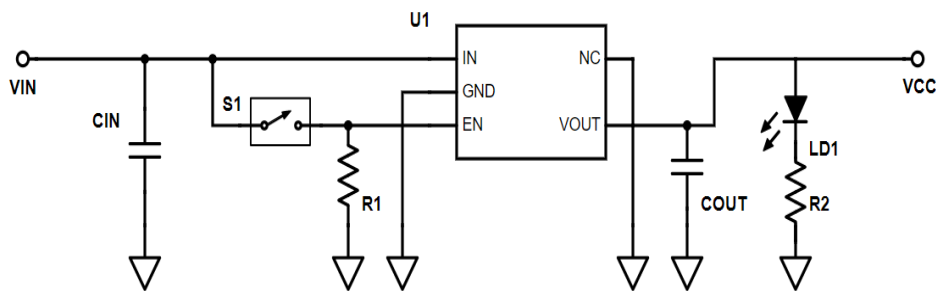 U1
VIN
CIN
S1
R1
IN
GND
EN
NC
VOUT
COUT
LD1
R2
VCC